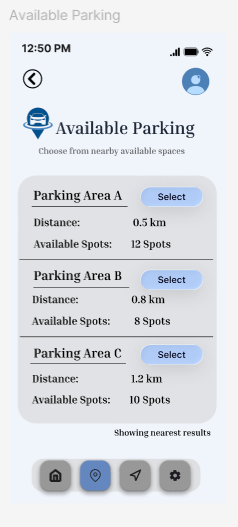 Available Parking
12:50 PM
Available Parking
Choose from nearby available spaces
Parking Area A Select
Distance: 0.5 km
Available Spots: 12 Spots
Parking Area B Select
Distance: 0.8 km
Available Spots: 8 Spots
Parking Area C Select
Distance: 1.2 km
Available Spots: 10 Spots
Showing nearest results